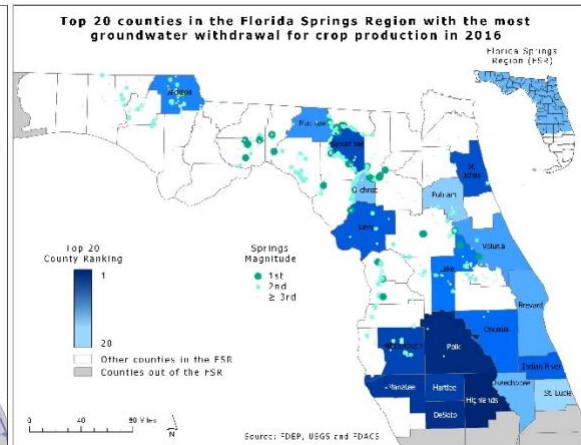 Top 20 counties in the Florida Springs Region with the most
groundwater withdrawal for crop production in 2016
Florida Springs
Region (FSR)
Jackson
St.
Johns
Gilchrist
Putnam
Levy
Volusia
Lake
Top 20
County Ranking
1
20
Springs
Magnitude
1st
2nd
≥ 3rd
Brevard
Osceola
Polk
Indian River
Manatee
Hardee
Okeechobee
Highlands
St. Lucie
DeSoto
Other counties in the FSR
Counties out of the FSR
0
40
80 Miles
N
Source: FDEP, USGS and FDACS